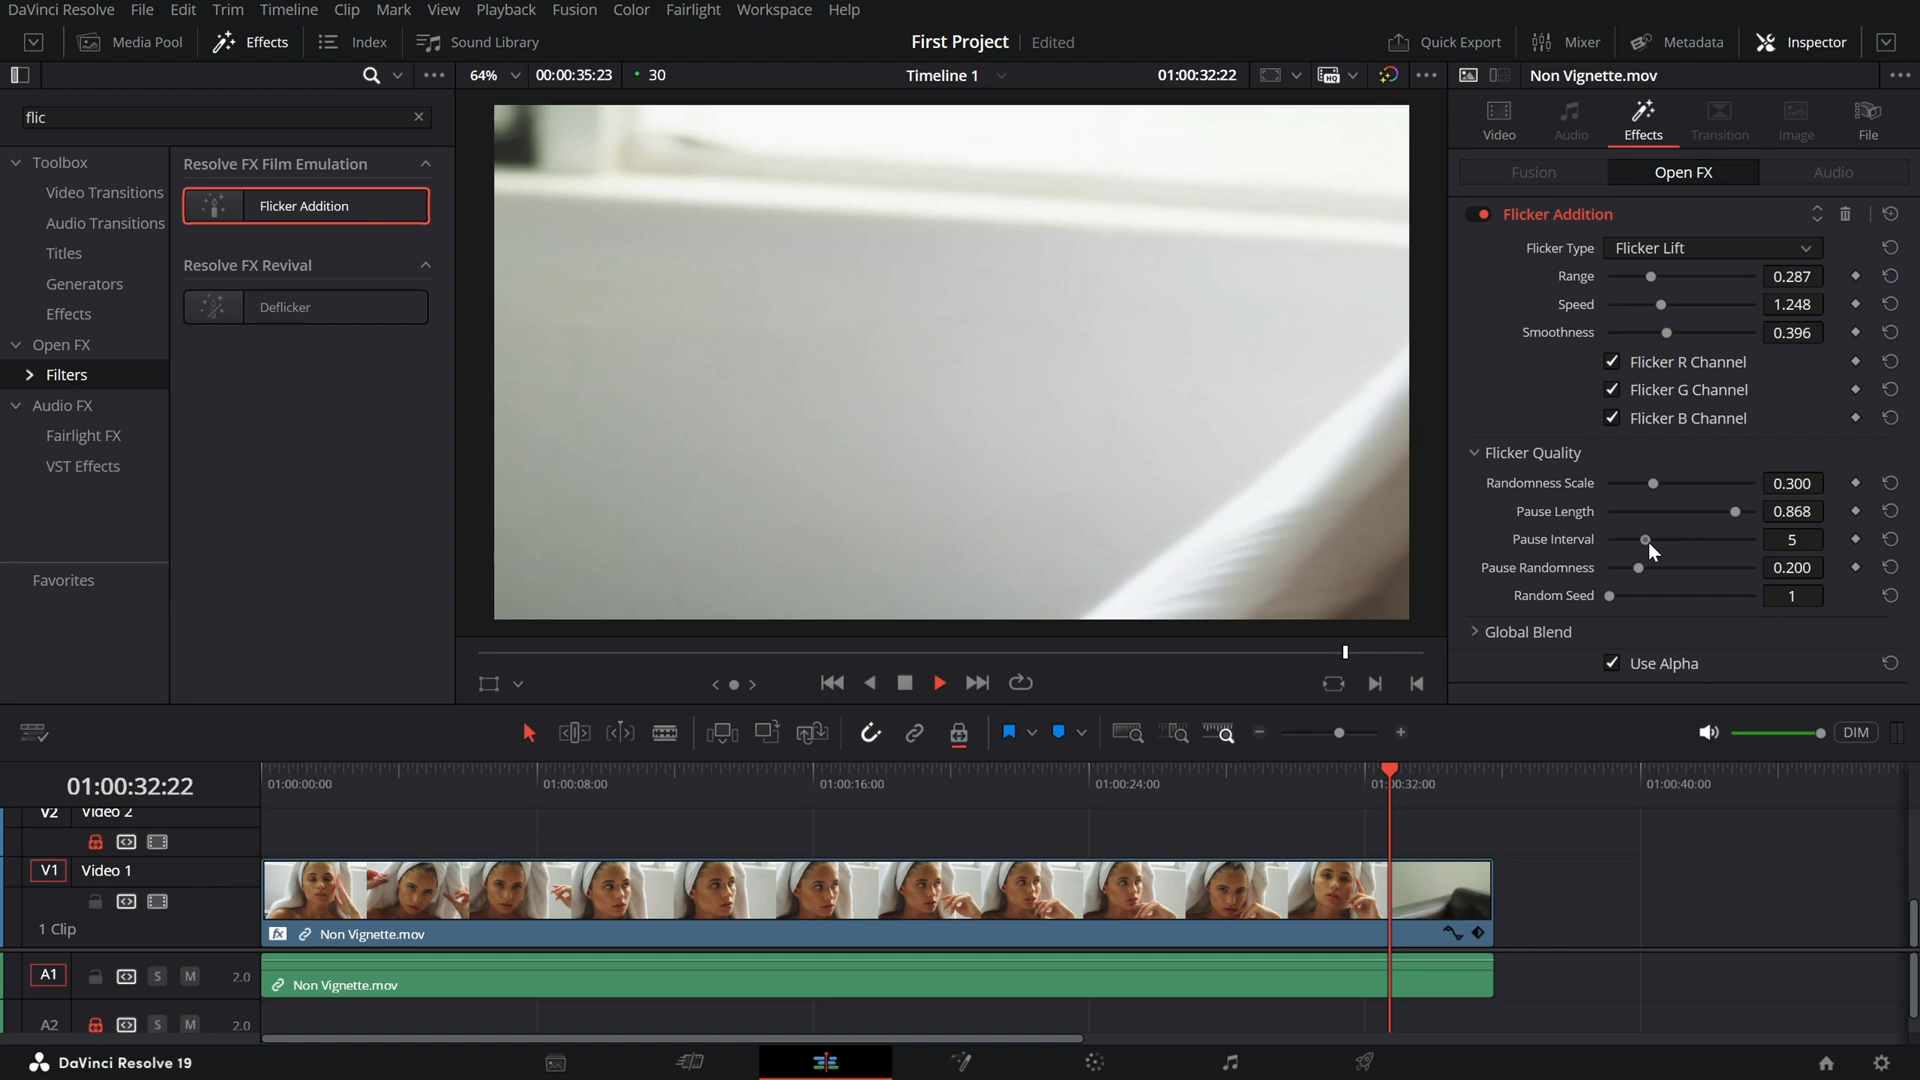 DaVinci Resolve File Edit Trim Timeline Clip Mark View Playback Fusion Color Fairlight Workspace Help
Media Pool Effects Index Sound Library First Project Edited Quick Export Mixer Metadata Inspector
64% 00:00:35:23 30 Timeline 1 01:00:32:22 HQ Non Vignette.mov
flic
Video Audio Effects Transition Image File
Toolbox
Video Transitions
Audio Transitions
Titles
Generators
Effects
Open FX
Filters
Audio FX
Fairlight FX
VST Effects
Favorites
Resolve FX Film Emulation
Flicker Addition
Resolve FX Revival
Deflicker
Fusion Open FX Audio
Flicker Addition
Flicker Type Flicker Lift
Range 0.287
Speed 1.248
Smoothness 0.396
Flicker R Channel
Flicker G Channel
Flicker B Channel
Flicker Quality
Randomness Scale 0.300
Pause Length 0.868
Pause Interval 5
Pause Randomness 0.200
Random Seed 1
Global Blend
Use Alpha
DIM
01:00:32:22 01:00:00:00 01:00:08:00 01:00:16:00 01:00:24:00 01:00:32:00 01:00:40:00
V2 Video 2
V1 Video 1
1 Clip
fx Non Vignette.mov
A1 S M 2.0
Non Vignette.mov
A2 S M 2.0
DaVinci Resolve 19